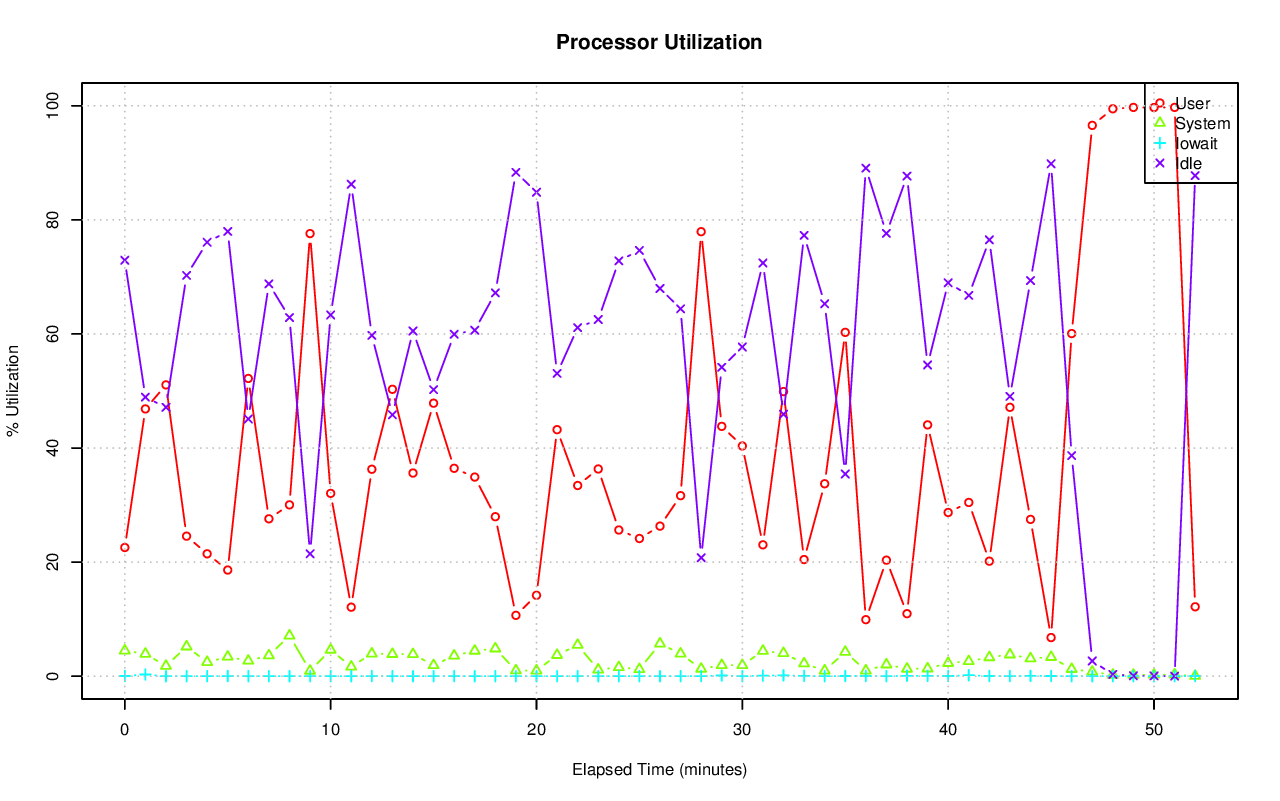 Processor Utilization
User
System
Iowait
Idle
% Utilization
100
80
60
40
20
0
0 10 20 30 40 50
Elapsed Time (minutes)